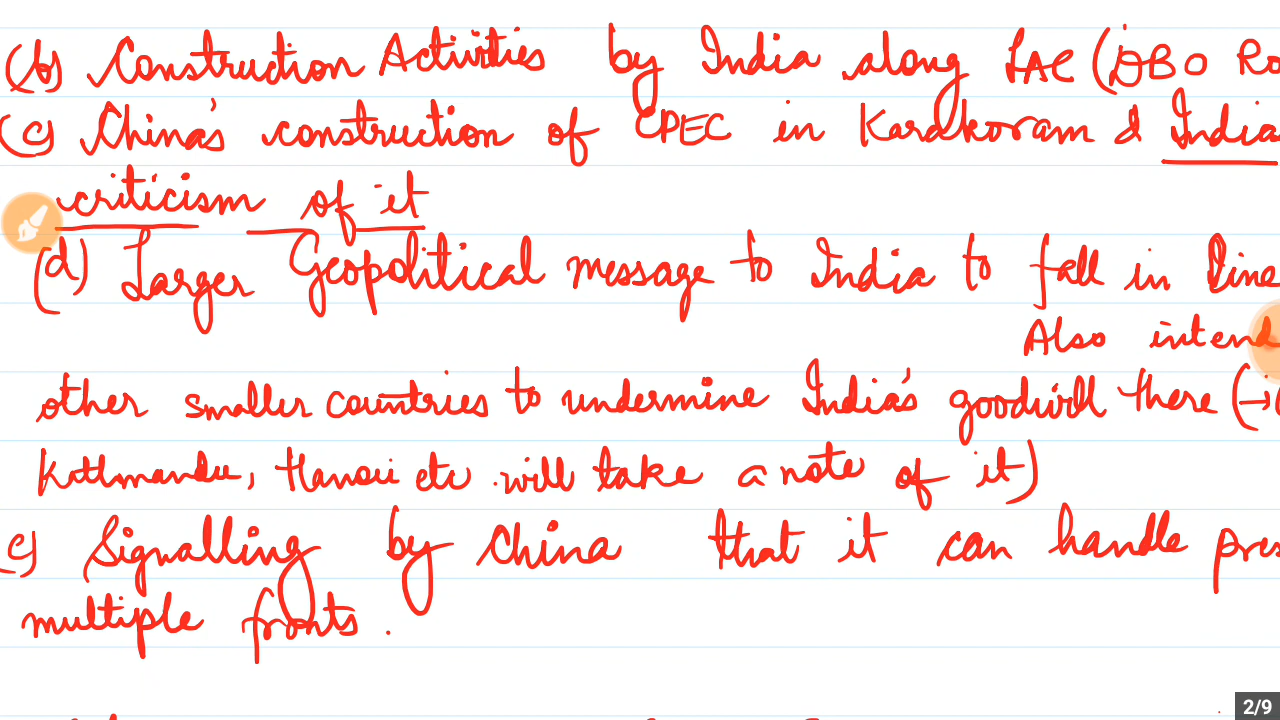 (b) Construction Activities by India along LAC (DBO Ro
(c) China's construction of CPEC in Karakoram & India
criticism of it
(d) Larger Geopolitical message to India to fall in line
Also intend
other smaller countries to undermine India's goodwill there (→
Kathmandu, Hanoi etc. will take a note of it)
e) Signalling by China that it can handle pres
multiple fronts.
2/9